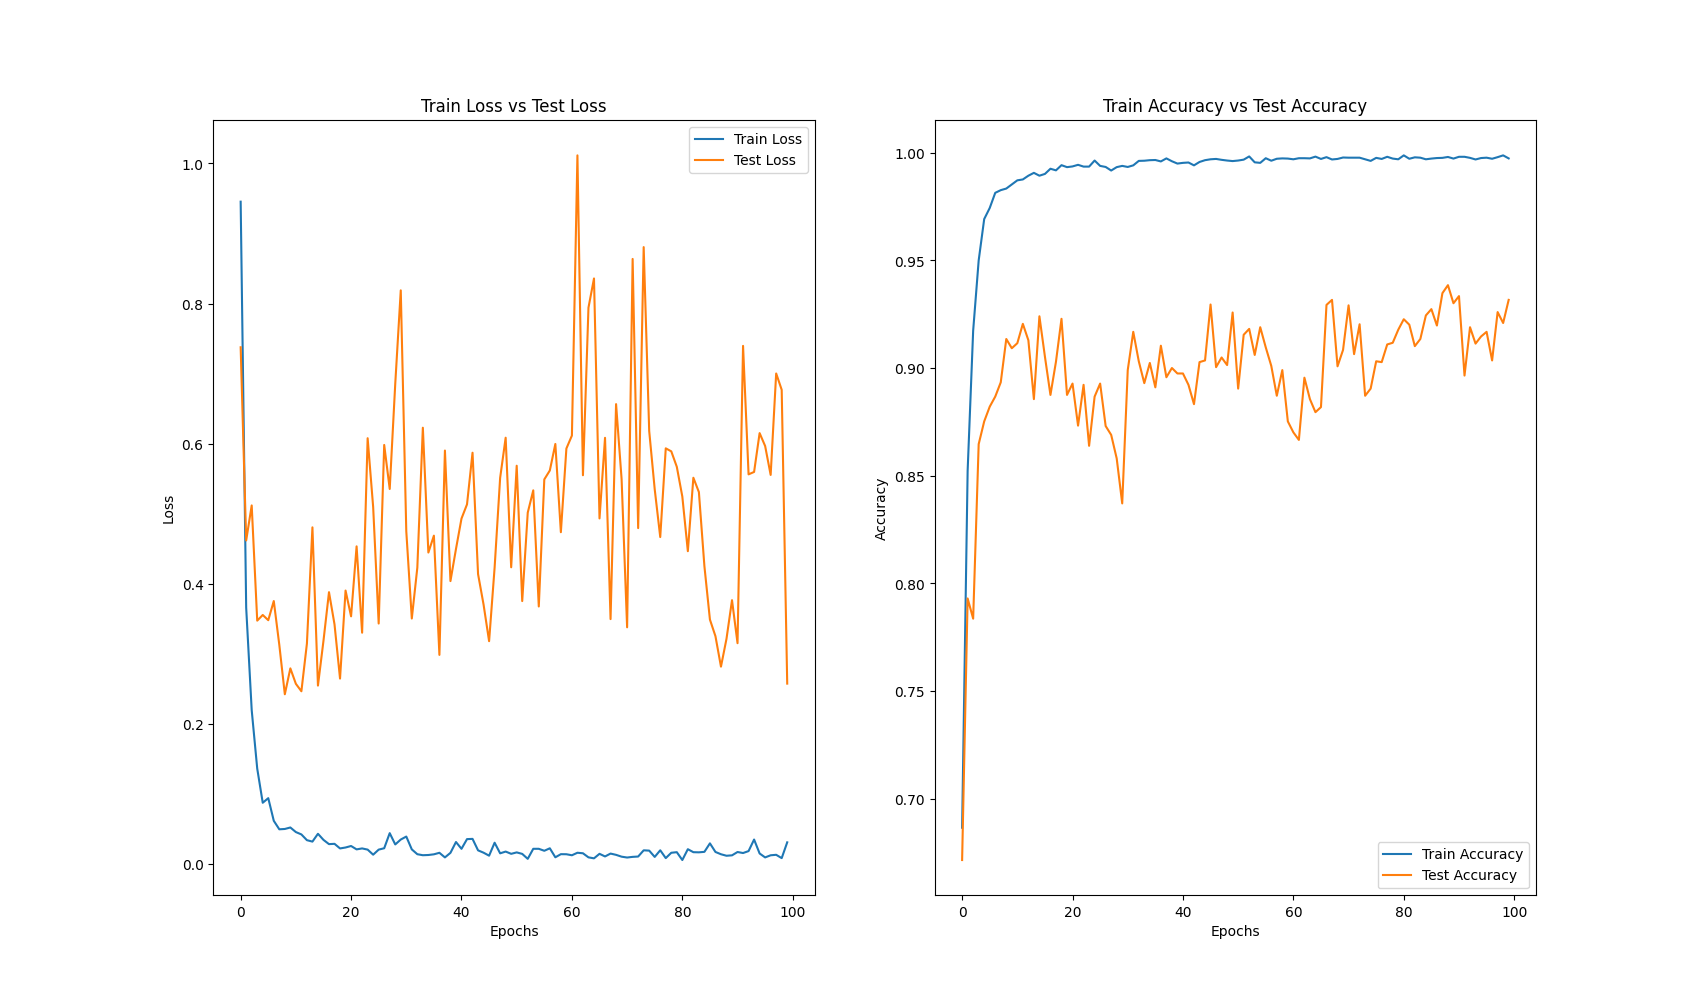 Train Loss vs Test Loss
Train Loss
Test Loss
1.0
0.8
0.6
0.4
0.2
0.0
Loss
0 20 40 60 80 100
Epochs
Train Accuracy vs Test Accuracy
1.00
0.95
0.90
0.85
0.80
0.75
0.70
Accuracy
Train Accuracy
Test Accuracy
0 20 40 60 80 100
Epochs